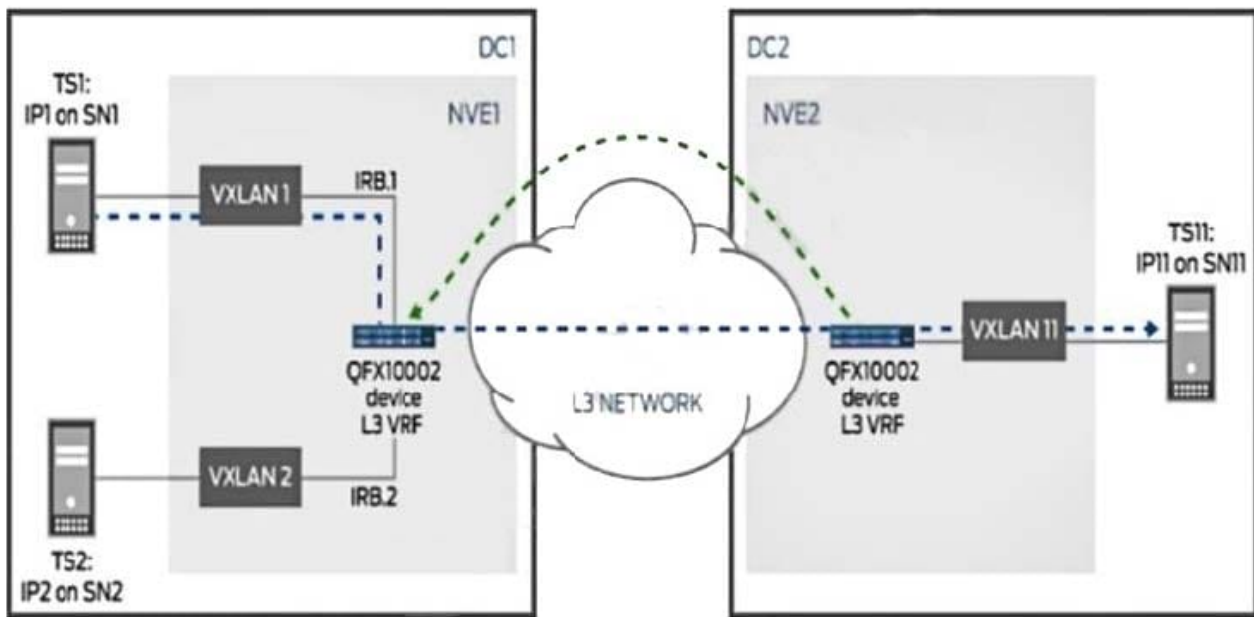 DC1
NVE1
TS1:
IP1 on SN1
VXLAN 1
IRB.1
QFX10002
device
L3 VRF
VXLAN 2
IRB.2
TS2:
IP2 on SN2
L3 NETWORK
DC2
NVE2
QFX10002
device
L3 VRF
VXLAN 11
TS11:
IP11 on SN11